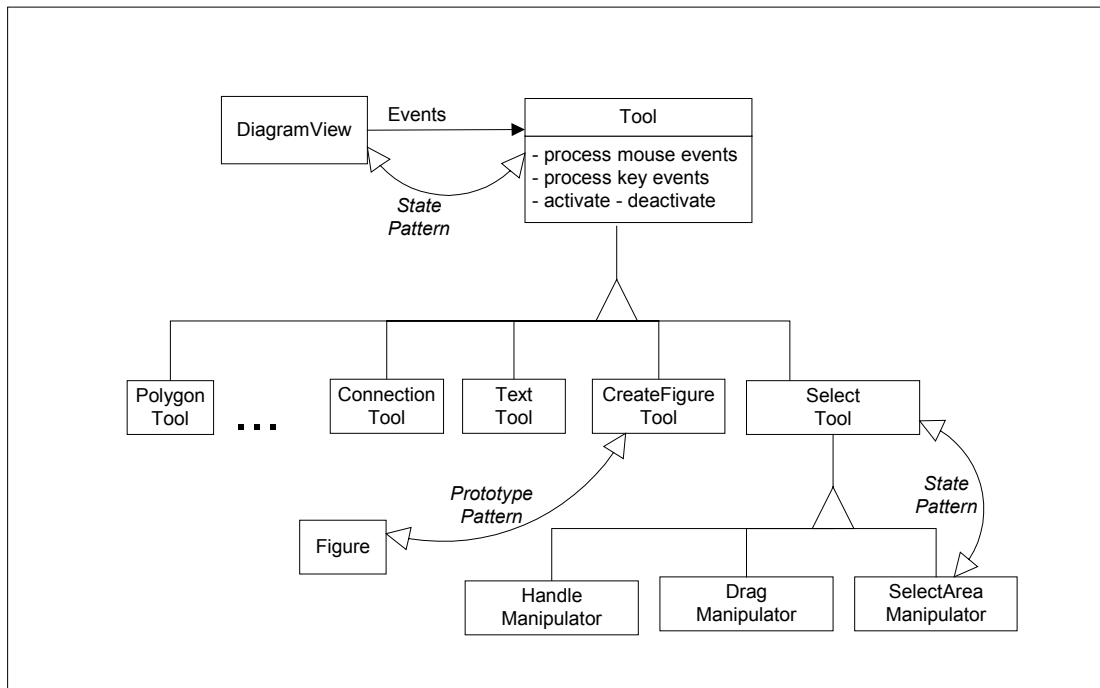 DiagramView
Events
Tool
- process mouse events
- process key events
- activate - deactivate
State
Pattern
Polygon
Tool
...
Connection
Tool
Text
Tool
CreateFigure
Tool
Select
Tool
Prototype
Pattern
State
Pattern
Figure
Handle
Manipulator
Drag
Manipulator
SelectArea
Manipulator